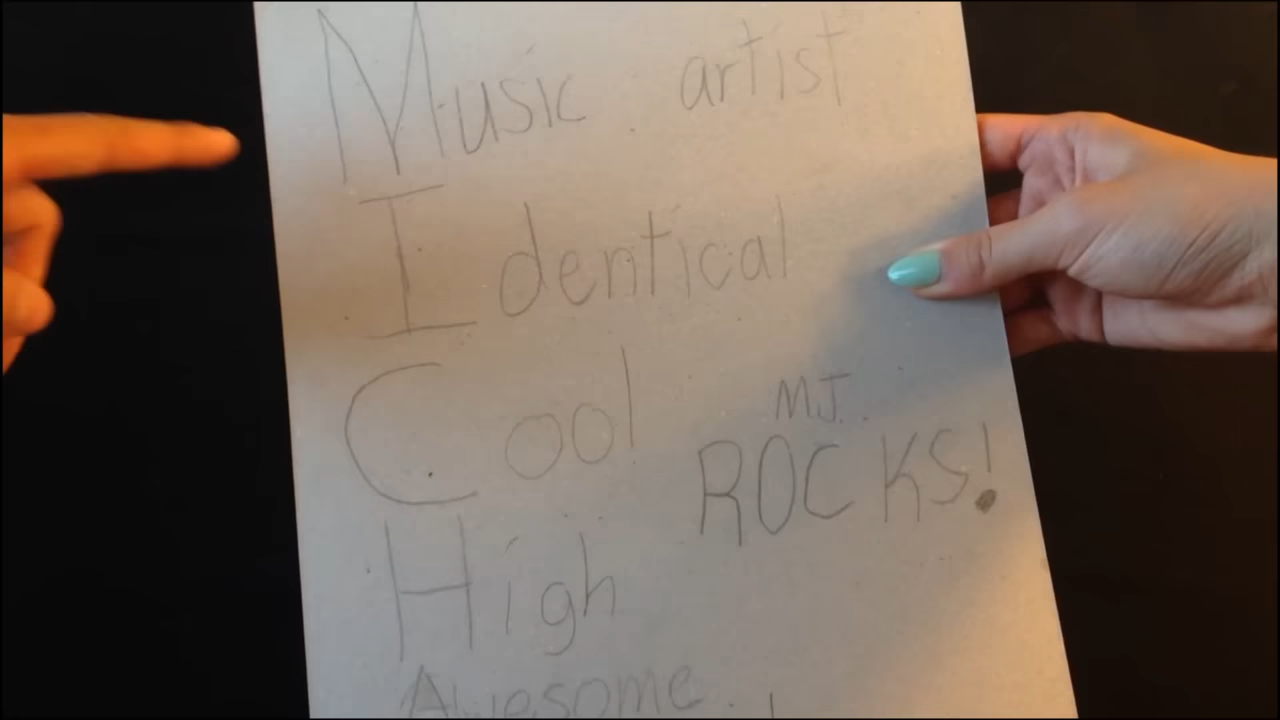 Music artist
Identical
Cool
MJ.
ROCKS!
High
Awesome